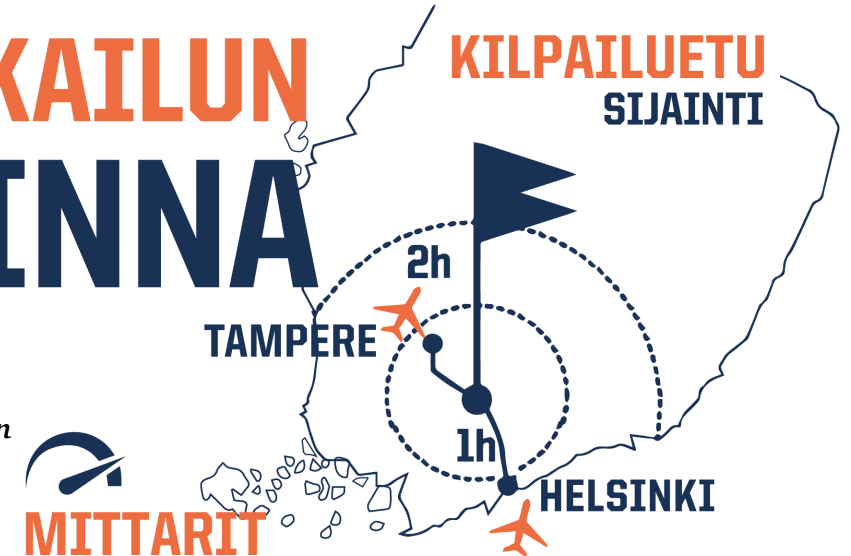 KAILUN
INNA
KILPAILUETU
SIJAINTI
2h
TAMPERE
1h
HELSINKI
n
MITTARIT